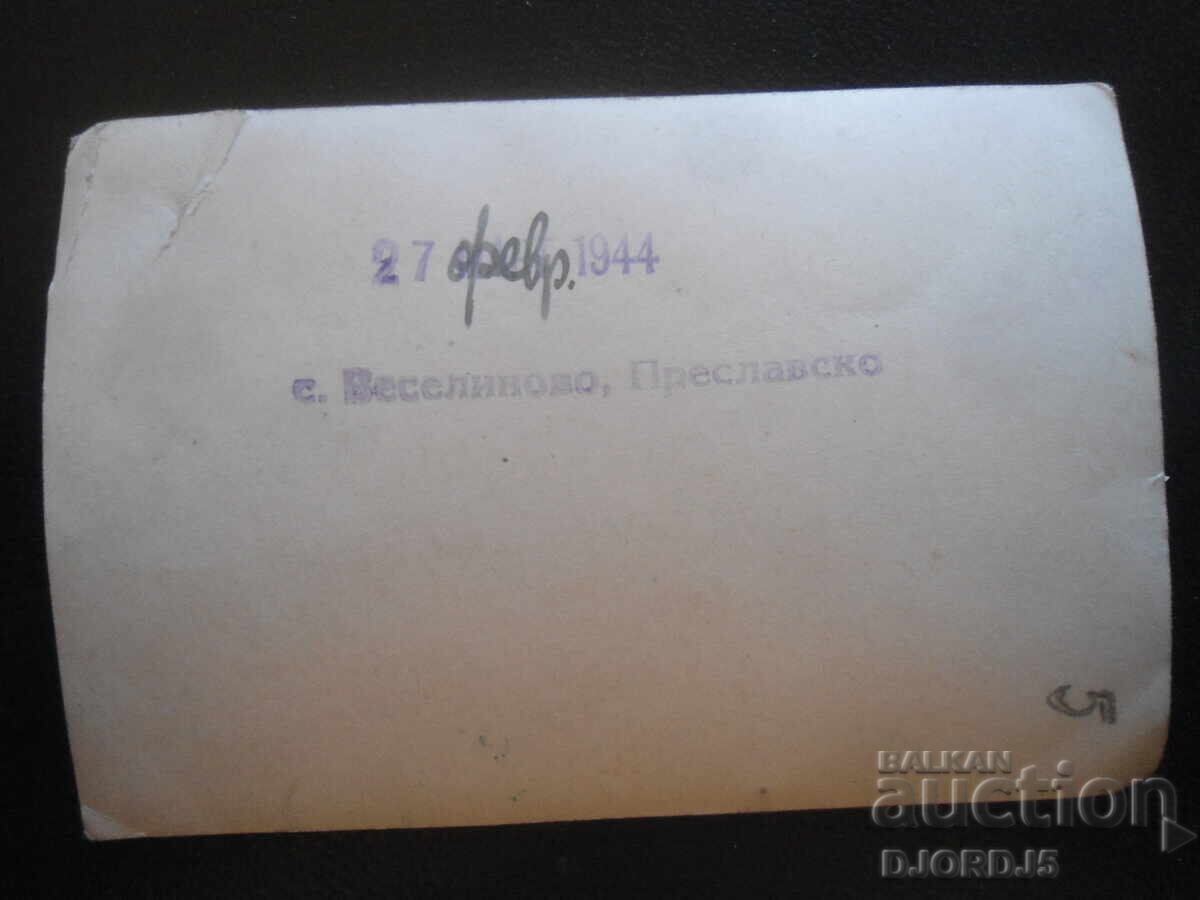 27 февр. 1944
с. Веселиново, Преславско
5
BALKAN
auction
DJORDJ5